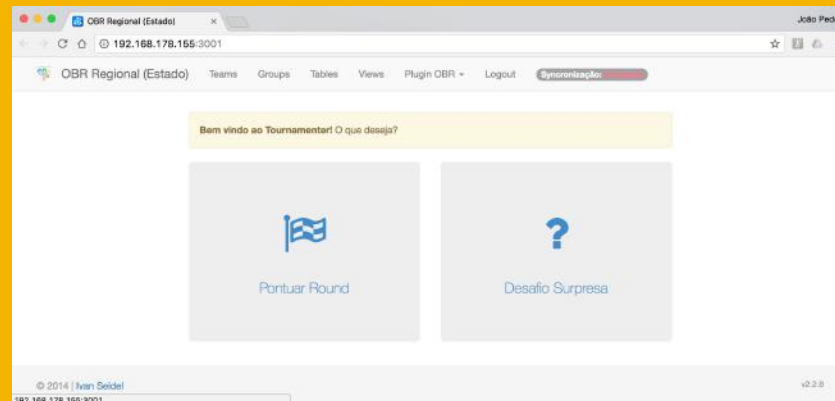 OBR Regional (Estado)
João Ped
192.168.178.155:3001
OBR Regional (Estado) Teams Groups Tables Views Plugin OBR Logout Syncronização:
Bem vindo ao Tournamenter! O que deseja?
Pontuar Round
Desafio Surpresa
© 2014 | Ivan Seidel
v2.2.8
192.168.178.155:3001